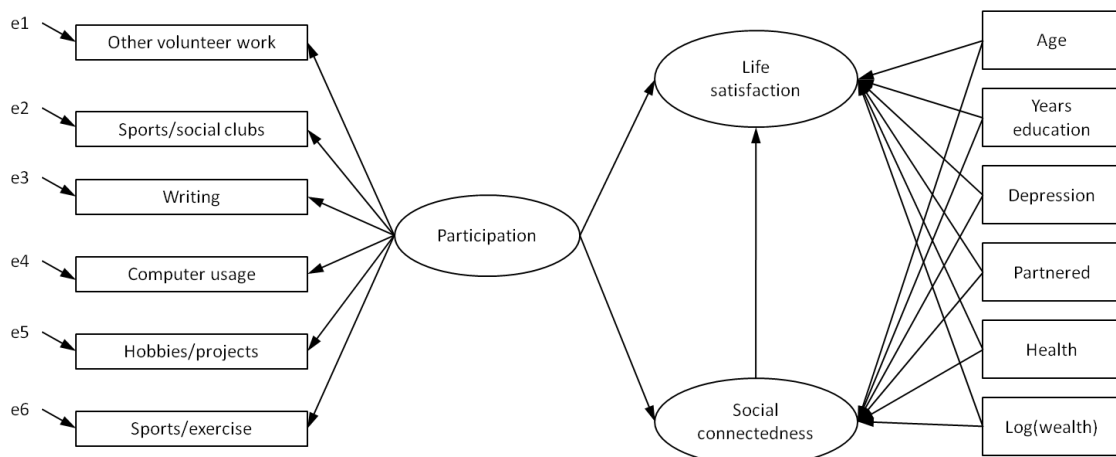 e1
Other volunteer work
e2
Sports/social clubs
e3
Writing
e4
Computer usage
e5
Hobbies/projects
e6
Sports/exercise
Participation
Life
satisfaction
Social
connectedness
Age
Years
education
Depression
Partnered
Health
Log(wealth)